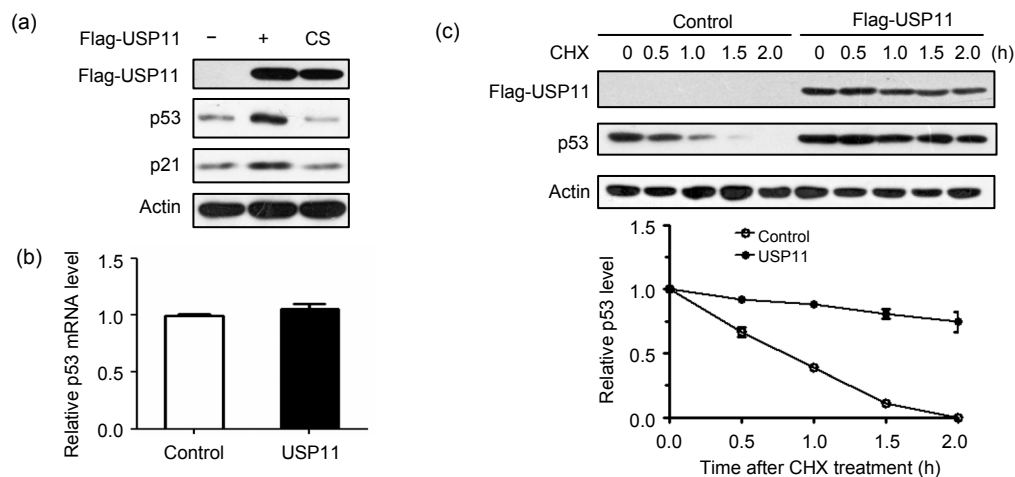 (a)
Flag-USP11 − + CS
Flag-USP11
p53
p21
Actin
(b)
Relative p53 mRNA level
1.5
1.0
0.5
0.0
Control USP11
(c)
Control Flag-USP11
CHX 0 0.5 1.0 1.5 2.0 0 0.5 1.0 1.5 2.0 (h)
Flag-USP11
p53
Actin
Relative p53 level
1.5
1.0
0.5
0.0
Control
USP11
0.0 0.5 1.0 1.5 2.0
Time after CHX treatment (h)